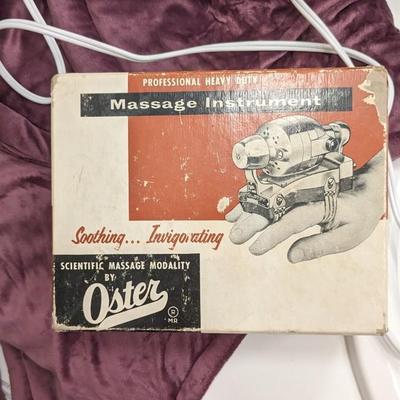 PROFESSIONAL HEAVY DUTY
Massage Instrument
Soothing... Invigorating
SCIENTIFIC MASSAGE MODALITY
BY
Oster
®
MR